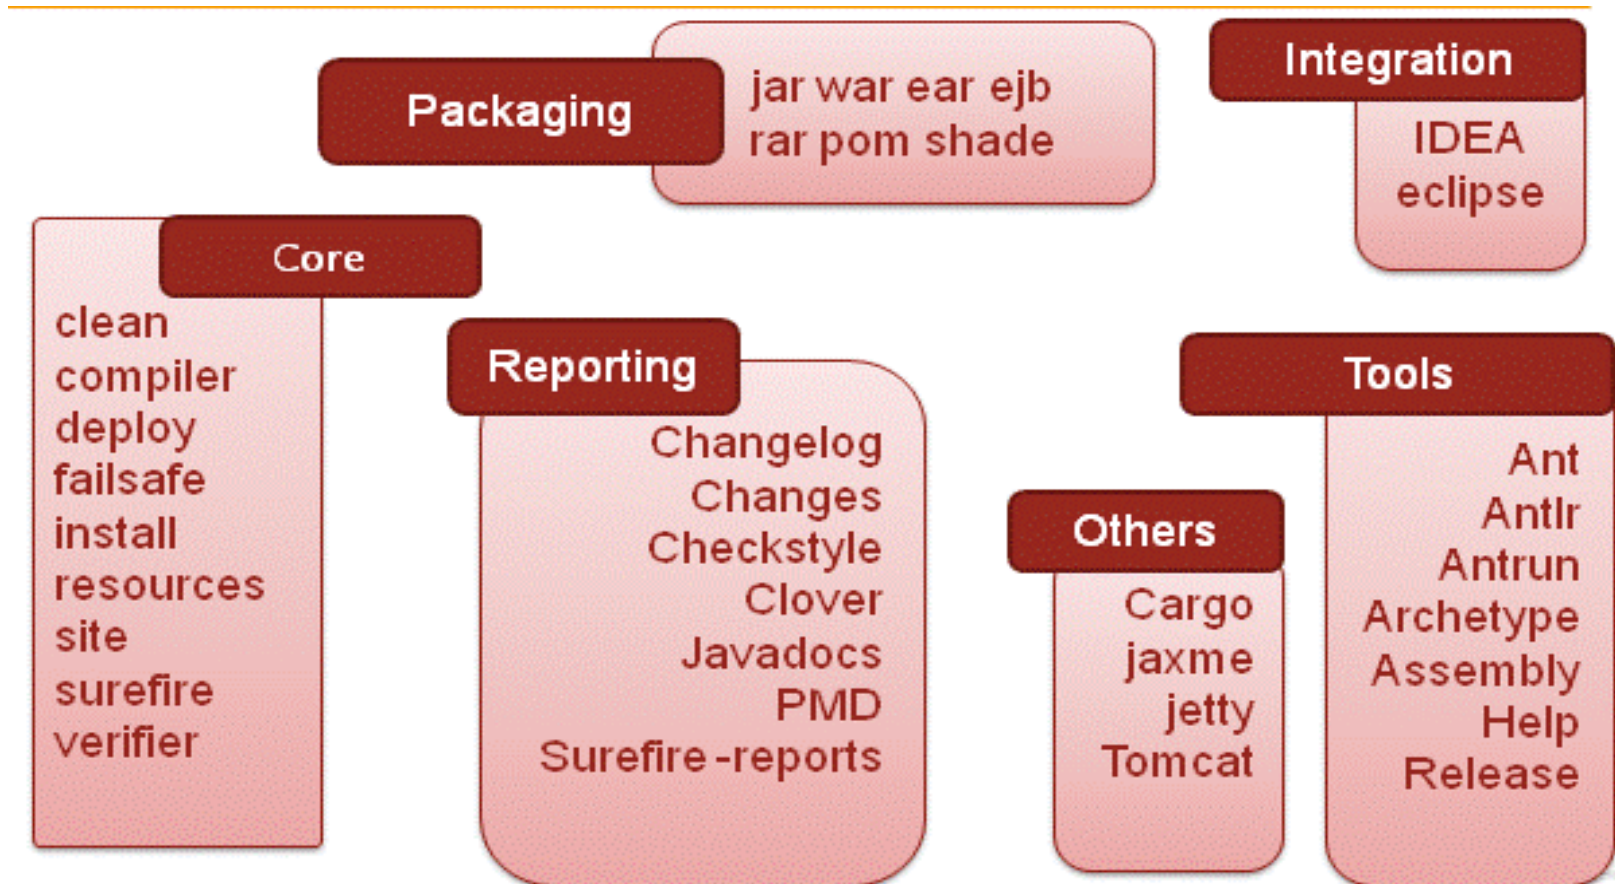 Packaging
jar war ear ejb
rar pom shade
Integration
IDEA
eclipse
Core
clean
compiler
deploy
failsafe
install
resources
site
surefire
verifier
Reporting
Changelog
Changes
Checkstyle
Clover
Javadocs
PMD
Surefire-reports
Others
Cargo
jaxme
jetty
Tomcat
Tools
Ant
Antlr
Antrun
Archetype
Assembly
Help
Release